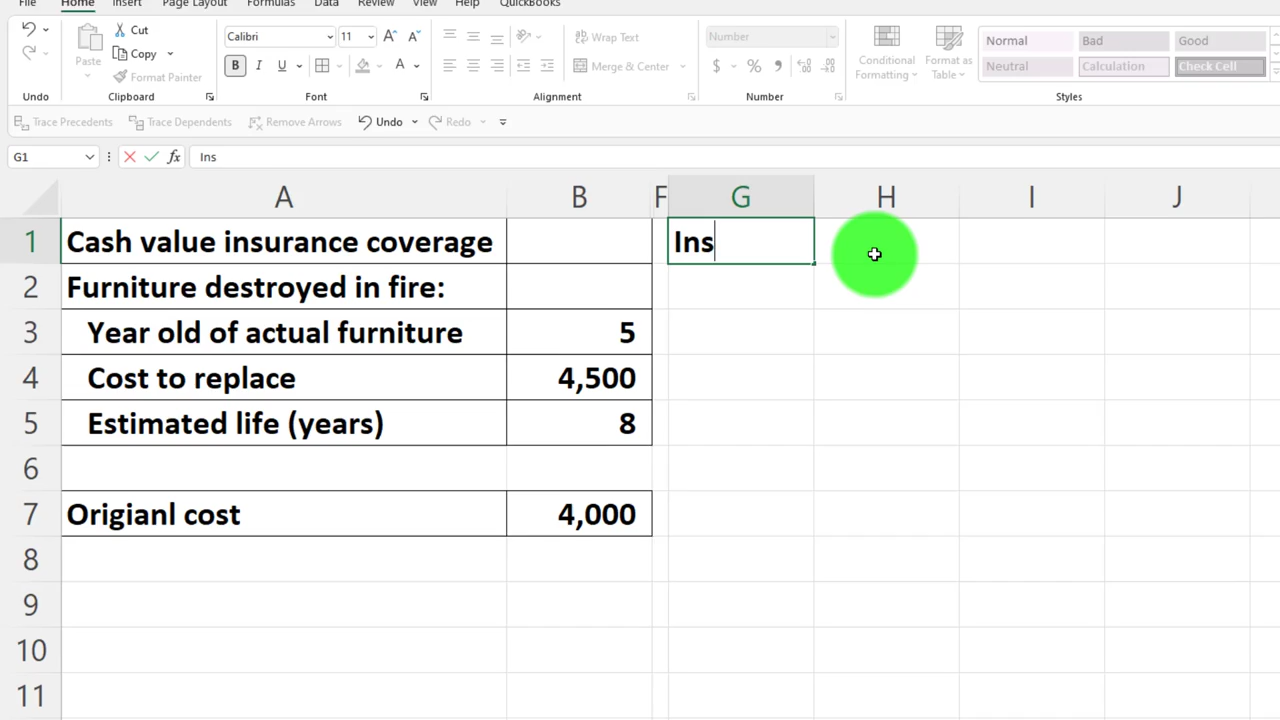 File Home Insert Page Layout Formulas Data Review View Help QuickBooks
Cut
Copy
Format Painter
Paste
Undo
Clipboard
Calibri 11 A A
B I U A
Font
Wrap Text
Merge & Center
Alignment
Number
$ % ,
Number
Conditional
Formatting
Format as
Table
Normal Bad Good
Neutral Calculation Check Cell
Styles
Trace Precedents Trace Dependents Remove Arrows Undo Redo
G1 fx Ins
A B F G H I J
1 Cash value insurance coverage Ins
2 Furniture destroyed in fire:
3 Year old of actual furniture 5
4 Cost to replace 4,500
5 Estimated life (years) 8
6
7 Origianl cost 4,000
8
9
10
11